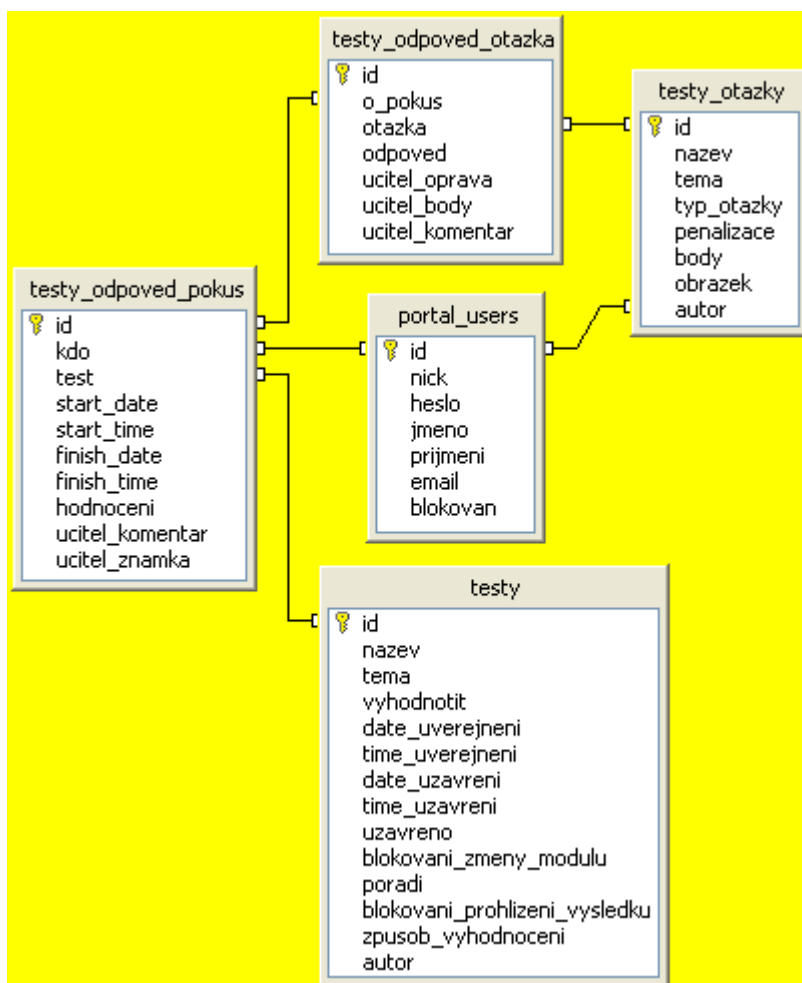 testy_odpoved_otazka
id
o_pokus
otazka
odpoved
ucitel_oprava
ucitel_body
ucitel_komentar
testy_otazky
id
nazev
tema
typ_otazky
penalizace
body
obrazek
autor
testy_odpoved_pokus
id
kdo
test
start_date
start_time
finish_date
finish_time
hodnoceni
ucitel_komentar
ucitel_znamka
portal_users
id
nick
heslo
jmeno
prijmeni
email
blokovan
testy
id
nazev
tema
vyhodnotit
date_uverejneni
time_uverejneni
date_uzavreni
time_uzavreni
uzavreno
blokovani_zmeny_modulu
poradi
blokovani_prohlizeni_vysledku
zpusob_vyhodnoceni
autor